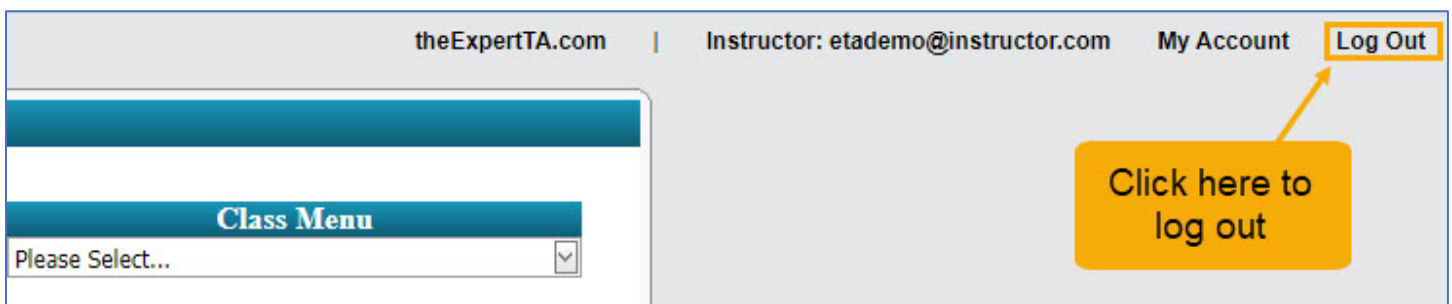 theExpertTA.com | Instructor: etademo@instructor.com My Account Log Out
Click here to
log out
Class Menu
Please Select...